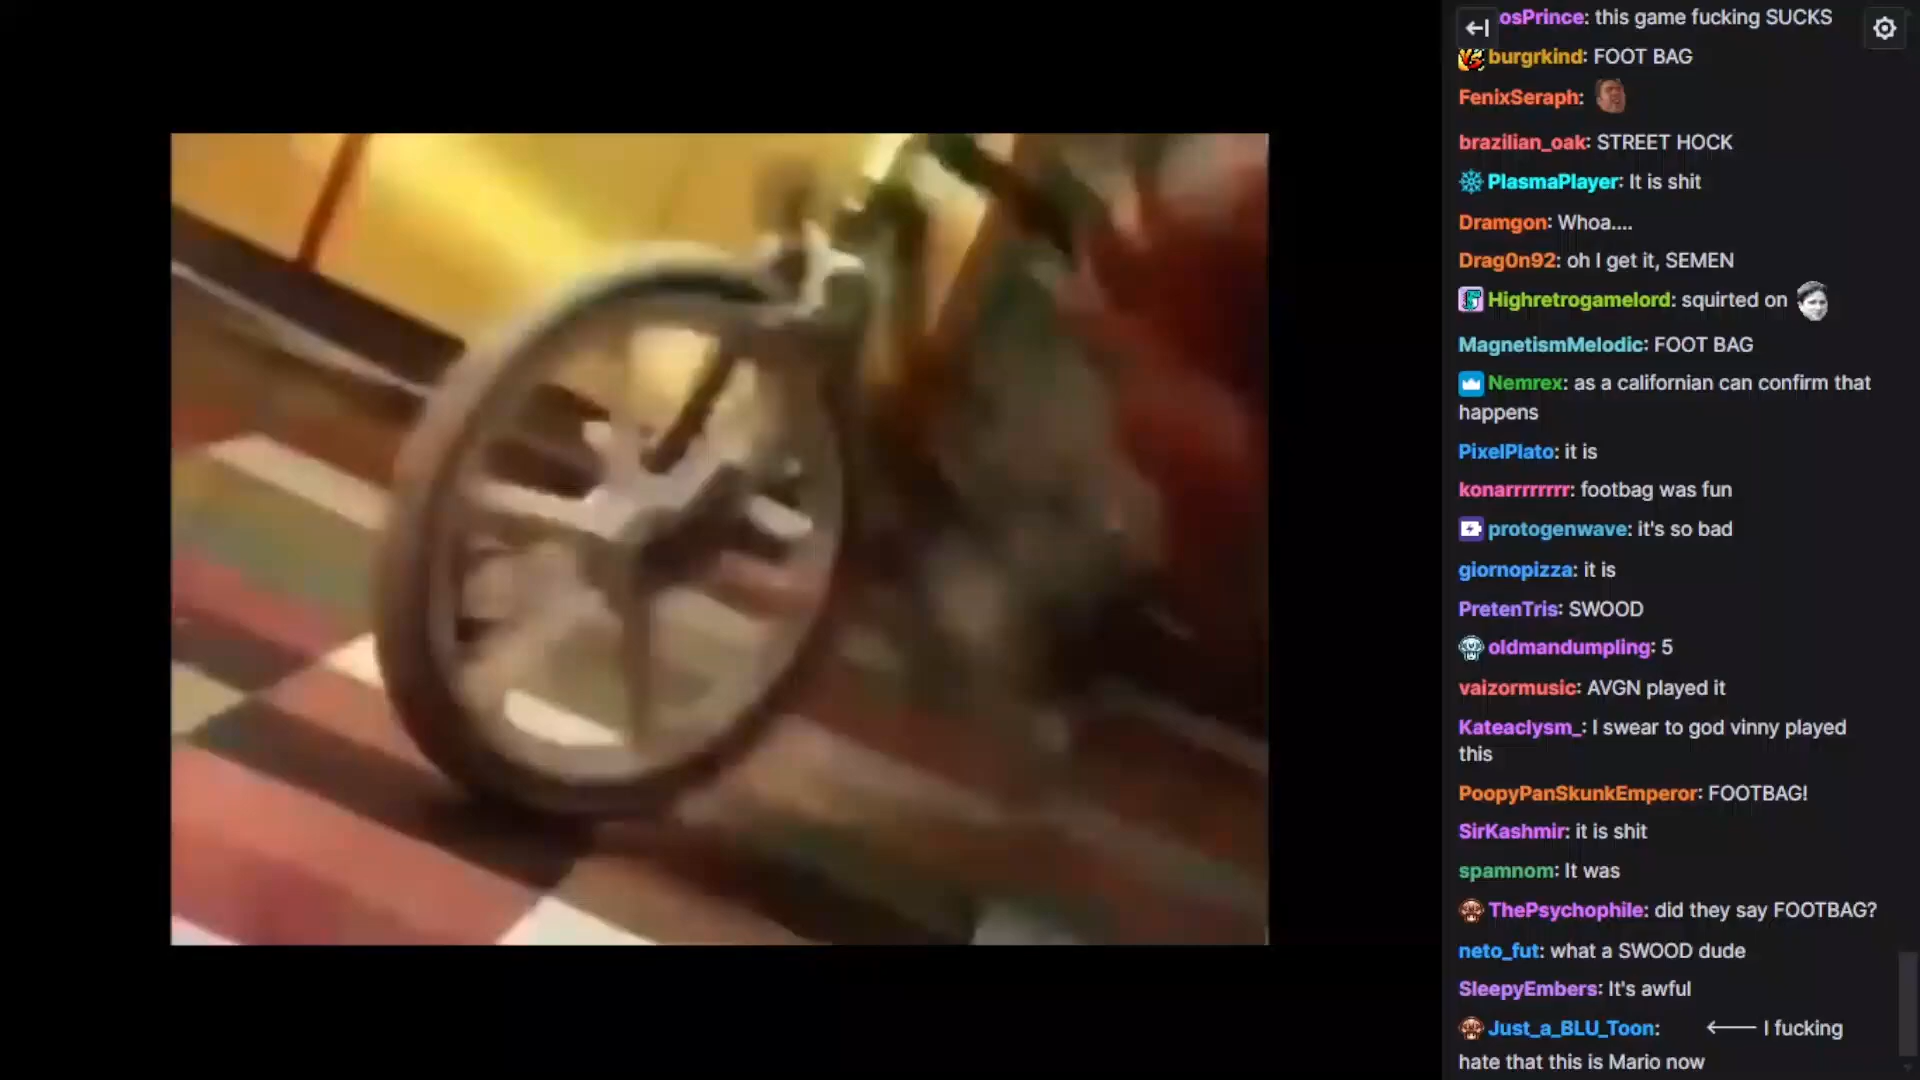 osPrince: this game fucking SUCKS
burgrkind: FOOT BAG
FenixSeraph:
brazilian_oak: STREET HOCK
PlasmaPlayer: It is shit
Dramgon: Whoa....
Drag0n92: oh I get it, SEMEN
Highretrogamelord: squirted on
MagnetismMelodic: FOOT BAG
Nemrex: as a californian can confirm that
happens
PixelPlato: it is
konarrrrrrrr: footbag was fun
protogenwave: it's so bad
giornopizza: it is
PretenTris: SWOOD
oldmandumpling: 5
vaizormusic: AVGN played it
Kateaclysm_: I swear to god vinny played
this
PoopyPanSkunkEmperor: FOOTBAG!
SirKashmir: it is shit
spamnom: It was
ThePsychophile: did they say FOOTBAG?
neto_fut: what a SWOOD dude
SleepyEmbers: It's awful
Just_a_BLU_Toon: <--- I fucking
hate that this is Mario now